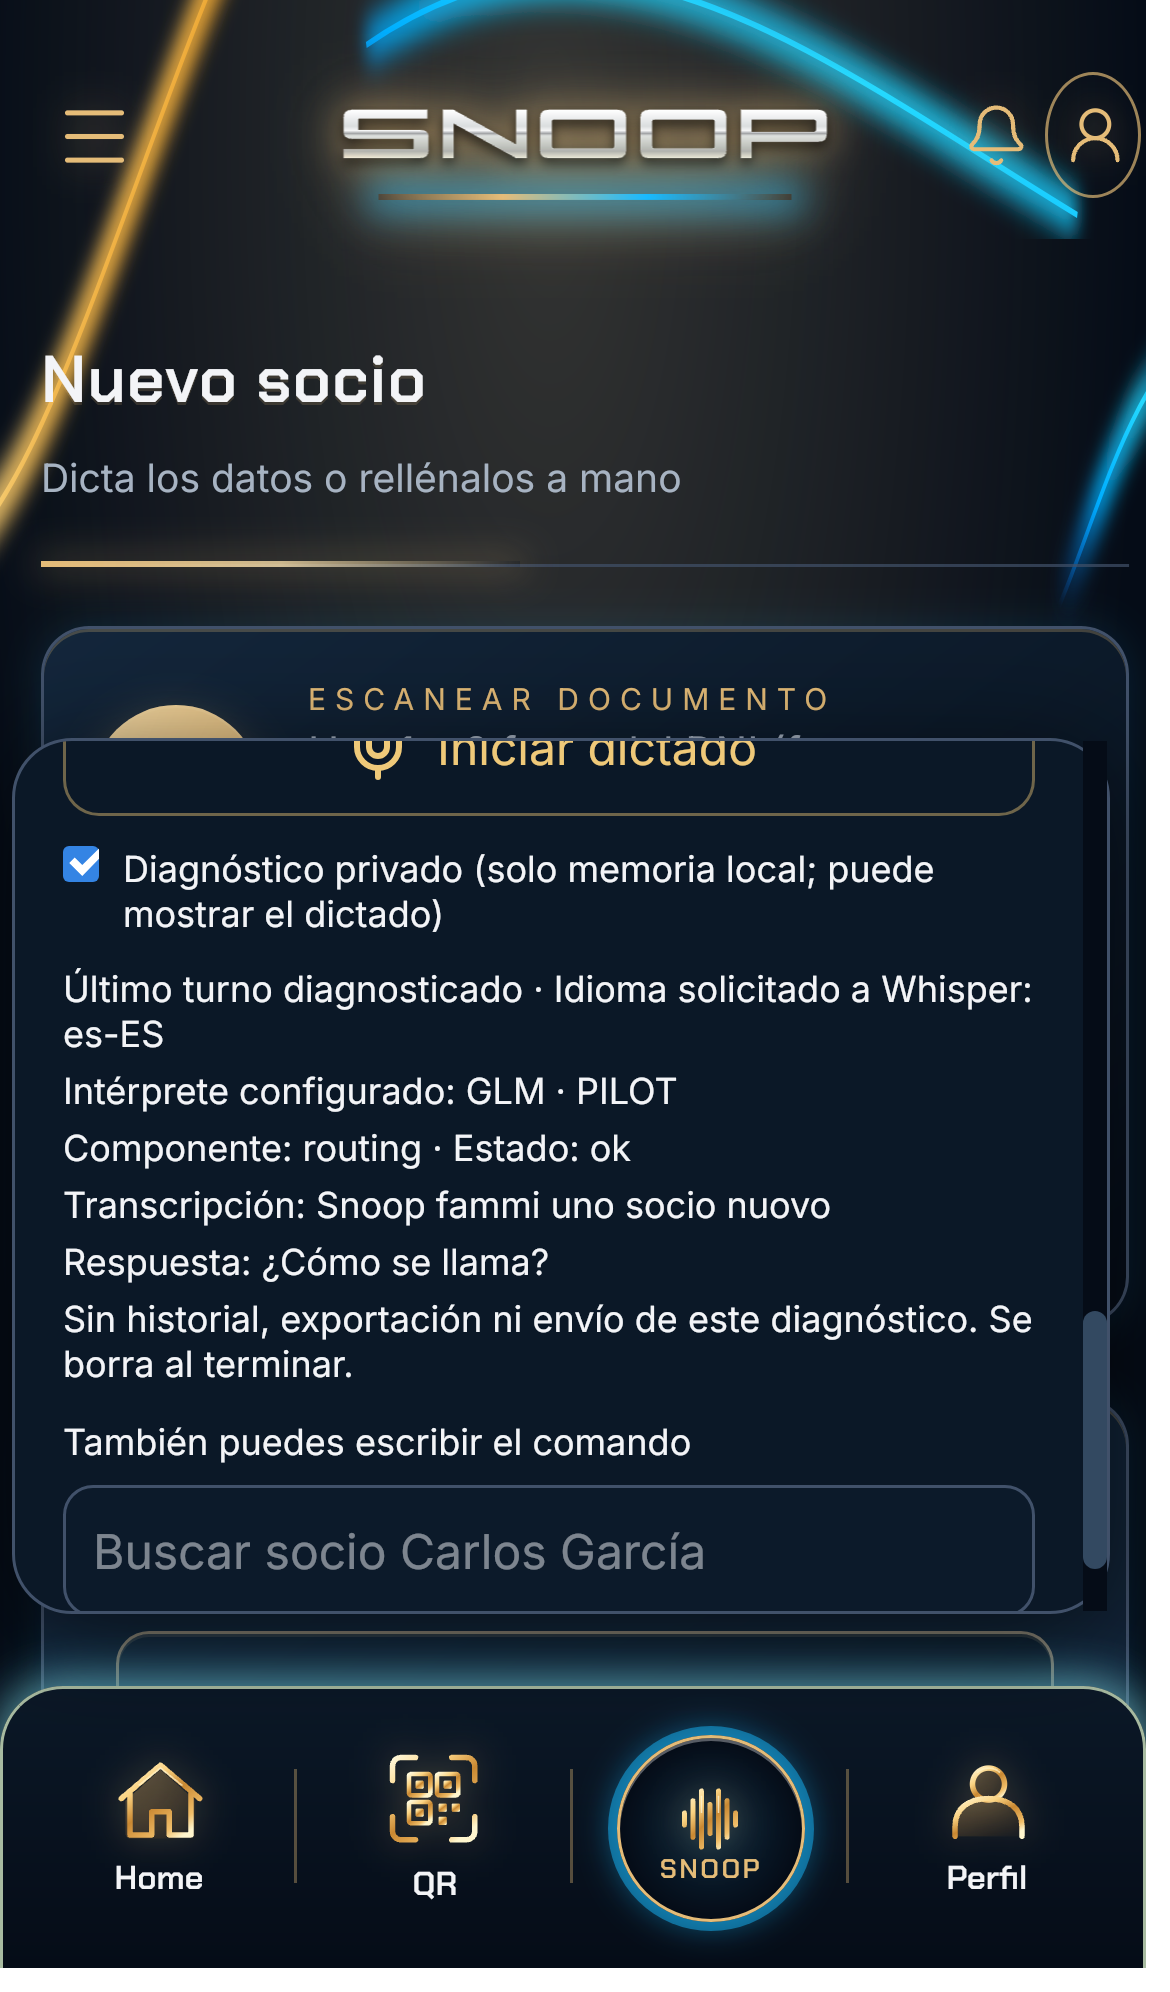 SNOOP
Nuevo socio
Dicta los datos o rellénalos a mano
ESCANEAR DOCUMENTO
Iniciar dictado
Diagnóstico privado (solo memoria local; puede
mostrar el dictado)
Último turno diagnosticado · Idioma solicitado a Whisper:
es-ES
Intérprete configurado: GLM · PILOT
Componente: routing · Estado: ok
Transcripción: Snoop fammi uno socio nuovo
Respuesta: ¿Cómo se llama?
Sin historial, exportación ni envío de este diagnóstico. Se
borra al terminar.
También puedes escribir el comando
Buscar socio Carlos García
Home
QR
SNOOP
Perfil